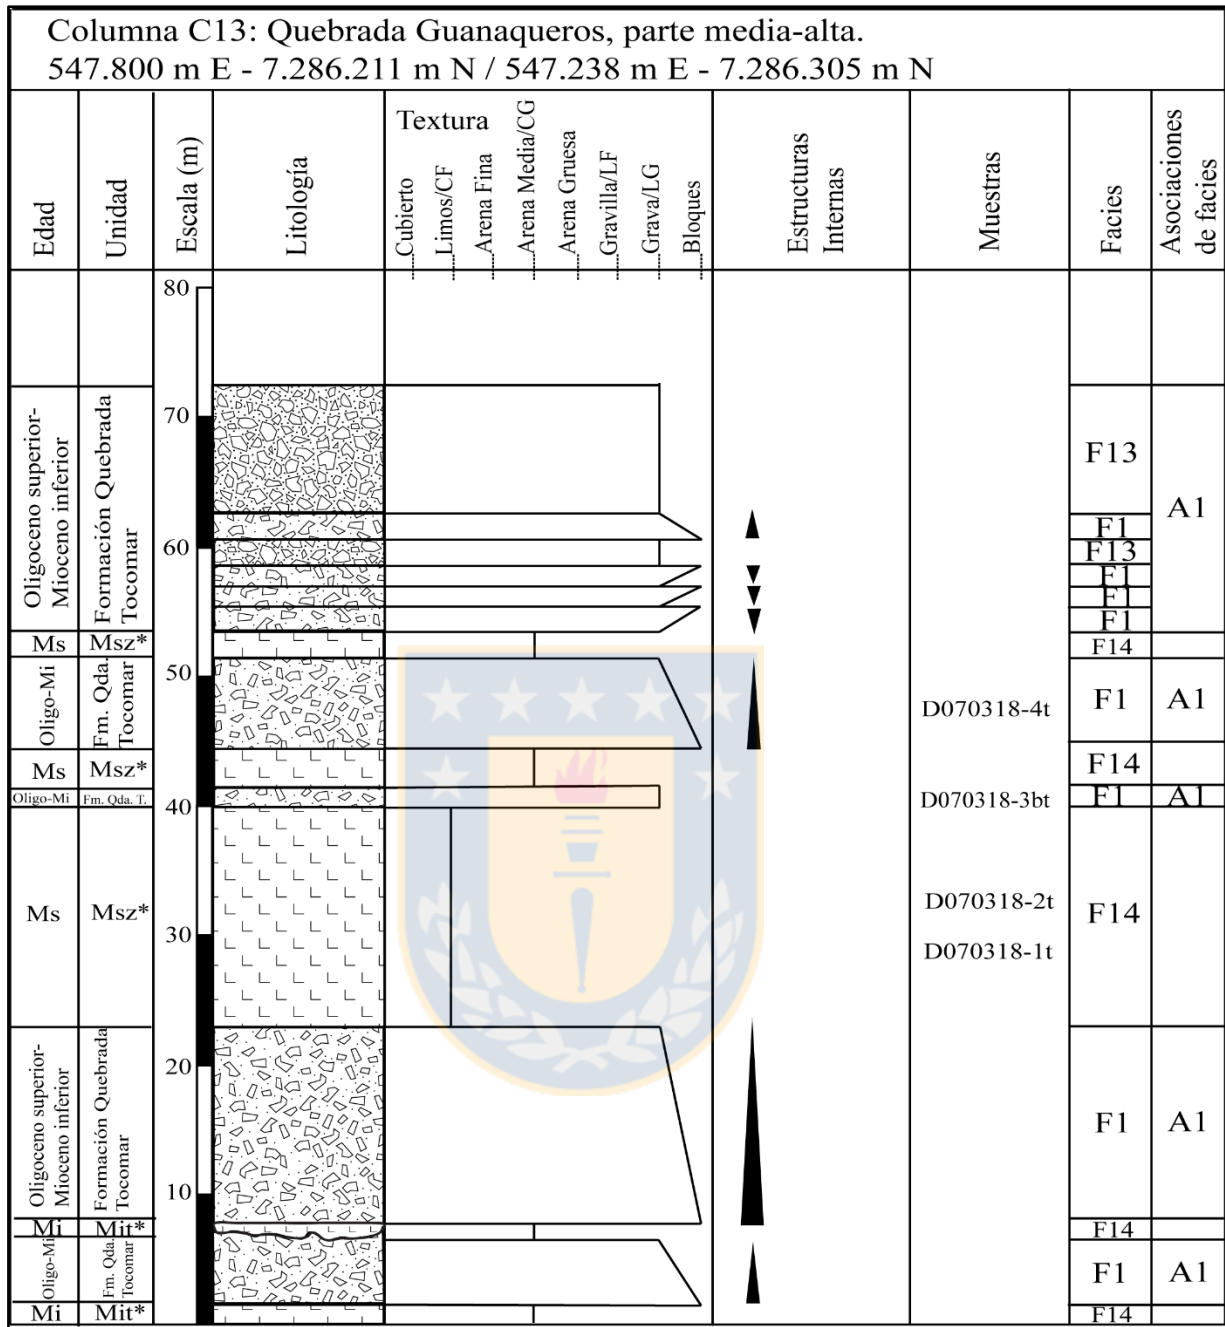 Columna C13: Quebrada Guanaqueros, parte media-alta.
547.800 m E - 7.286.211 m N / 547.238 m E - 7.286.305 m N
Edad
Unidad
Escala (m)
Litología
Textura
Cubierto
Limos/CF
Arena Fina
Arena Media/CG
Arena Gruesa
Gravilla/LF
Grava/LG
Bloques
Estructuras
Internas
Muestras
Facies
Asociaciones
de facies
80
70
60
50
40
30
20
10
Oligoceno superior-
Mioceno inferior
Formación Quebrada
Tocomar
F13
F1
F13
F1
F1
F1
A1
Ms
Msz*
F14
Oligo-Mi
Fm. Qda.
Tocomar
D070318-4t
F1
A1
Ms
Msz*
F14
Oligo-Mi
Fm. Qda. T.
D070318-3bt
F1
A1
Ms
Msz*
D070318-2t
D070318-1t
F14
Oligoceno superior-
Mioceno inferior
Formación Quebrada
Tocomar
F1
A1
Mi
Mit*
F14
Oligo-Mi
Fm. Qda.
Tocomar
F1
A1
Mi
Mit*
F14